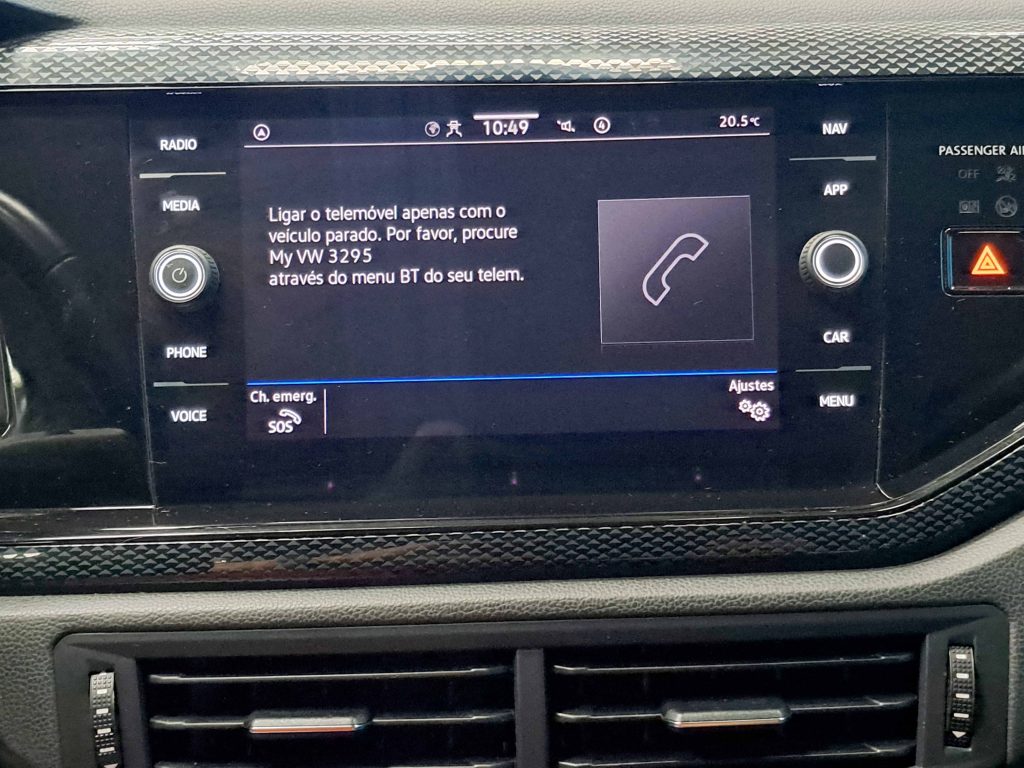 10:49
4
20.5°C
RADIO
MEDIA
PHONE
VOICE
Ligar o telemóvel apenas com o
veículo parado. Por favor, procure
My VW 3295
através do menu BT do seu telem.
Ch. emerg.
SOS
Ajustes
NAV
APP
CAR
MENU
PASSENGER AI
OFF
ON